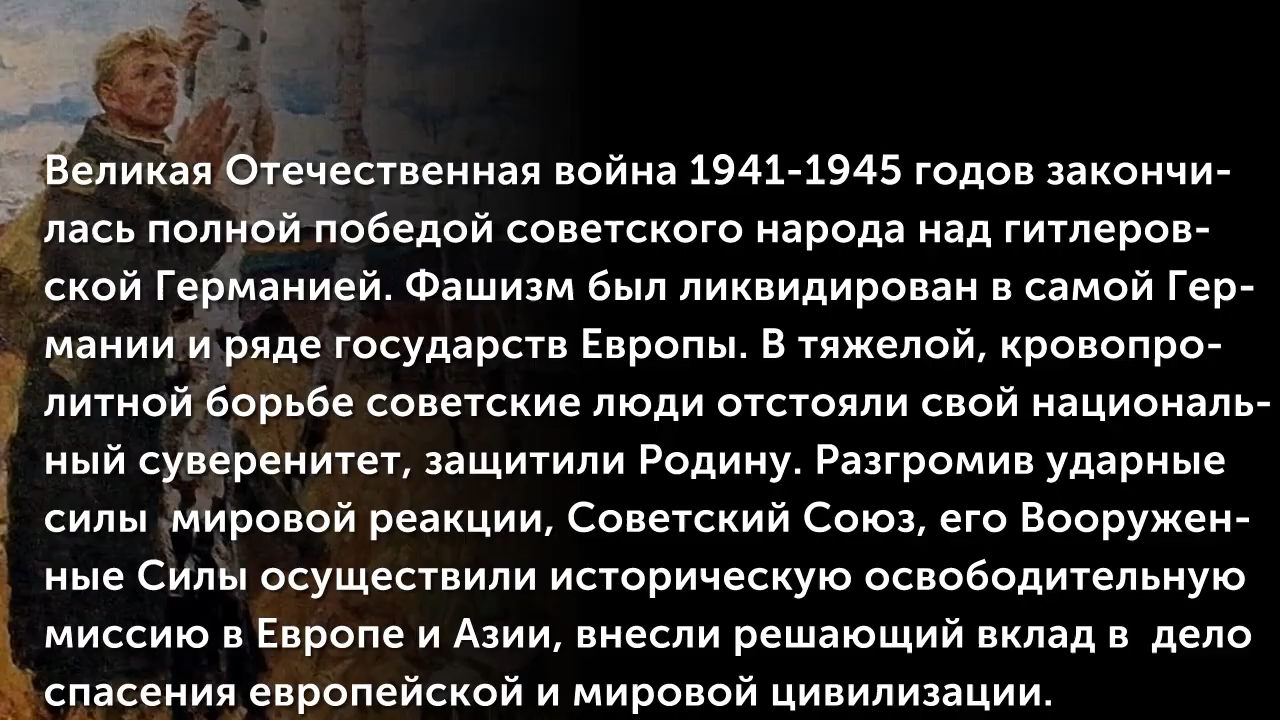 Великая Отечественная война 1941-1945 годов закончи-
лась полной победой советского народа над гитлеров-
ской Германией. Фашизм был ликвидирован в самой Гер-
мании и ряде государств Европы. В тяжелой, кровопро-
литной борьбе советские люди отстояли свой националь-
ный суверенитет, защитили Родину. Разгромив ударные
силы  мировой реакции, Советский Союз, его Вооружен-
ные Силы осуществили историческую освободительную
миссию в Европе и Азии, внесли решающий вклад в  дело
спасения европейской и мировой цивилизации.